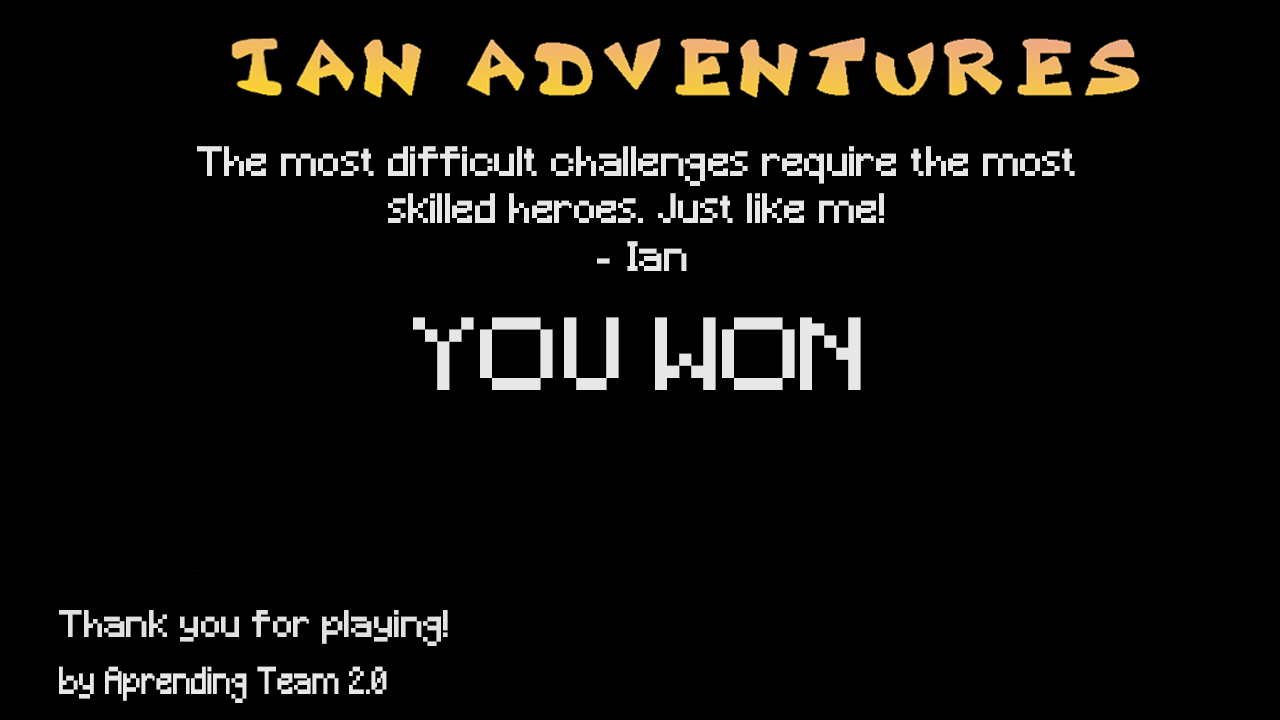 IAN ADVENTURES
The most difficult challenges require the most
skilled heroes. Just like me!
- Ian
YOU WON
Thank you for playing!
by Aprending Team 2.0